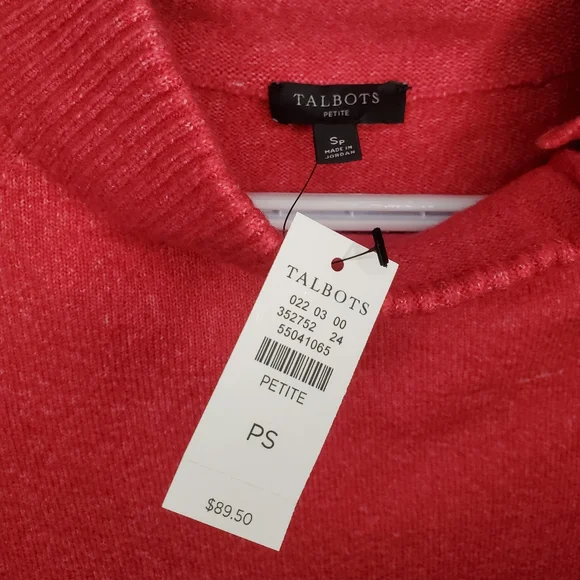 TALBOTS
PETITE
SP
MADE IN
JORDAN
TALBOTS
022 03 00
352752 24
55041065
PETITE
PS
$89.50